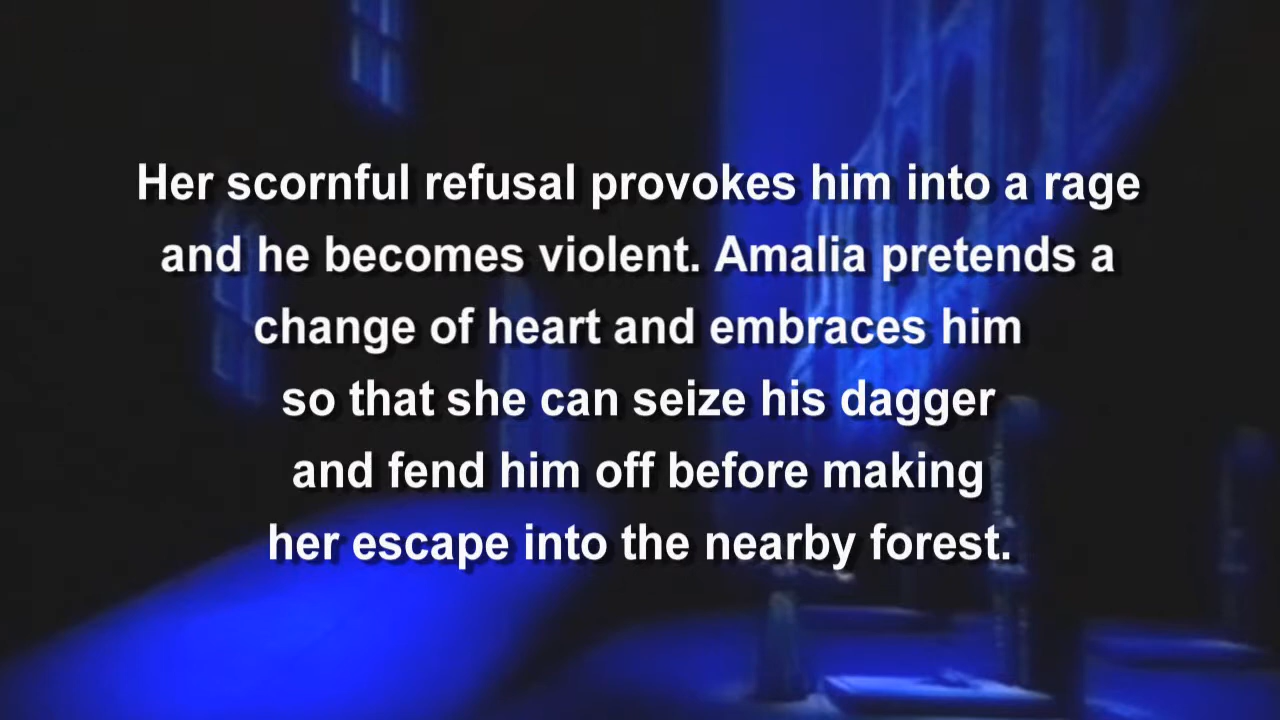 Her scornful refusal provokes him into a rage
and he becomes violent. Amalia pretends a
change of heart and embraces him
so that she can seize his dagger
and fend him off before making
her escape into the nearby forest.